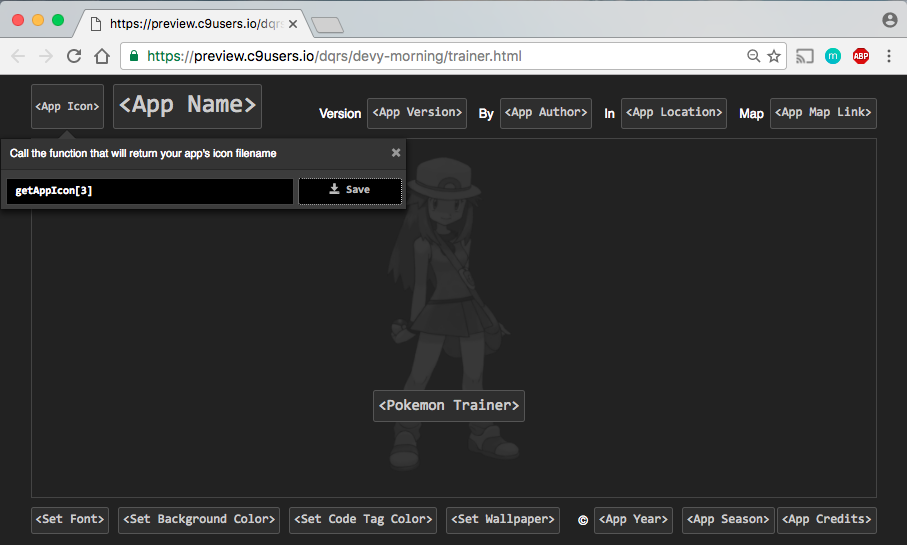 https://preview.c9users.io/dqr
https://preview.c9users.io/dqrs/devy-morning/trainer.html
m
ABP
<App Icon>
<App Name>
Version <App Version> By <App Author> In <App Location> Map <App Map Link>
Call the function that will return your app's icon filename
getAppIcon[3]
Save
<Pokemon Trainer>
<Set Font> <Set Background Color> <Set Code Tag Color> <Set Wallpaper> © <App Year> <App Season> <App Credits>